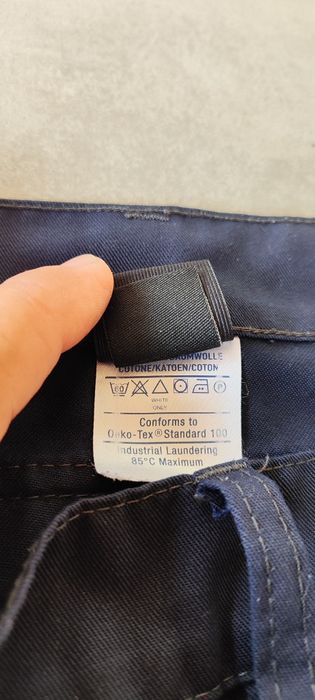 COTONE/KATOEN/COTON
60
P
WHITE
ONLY
Conforms to
Oeko-Tex® Standard 100
Industrial Laundering
85°C Maximum